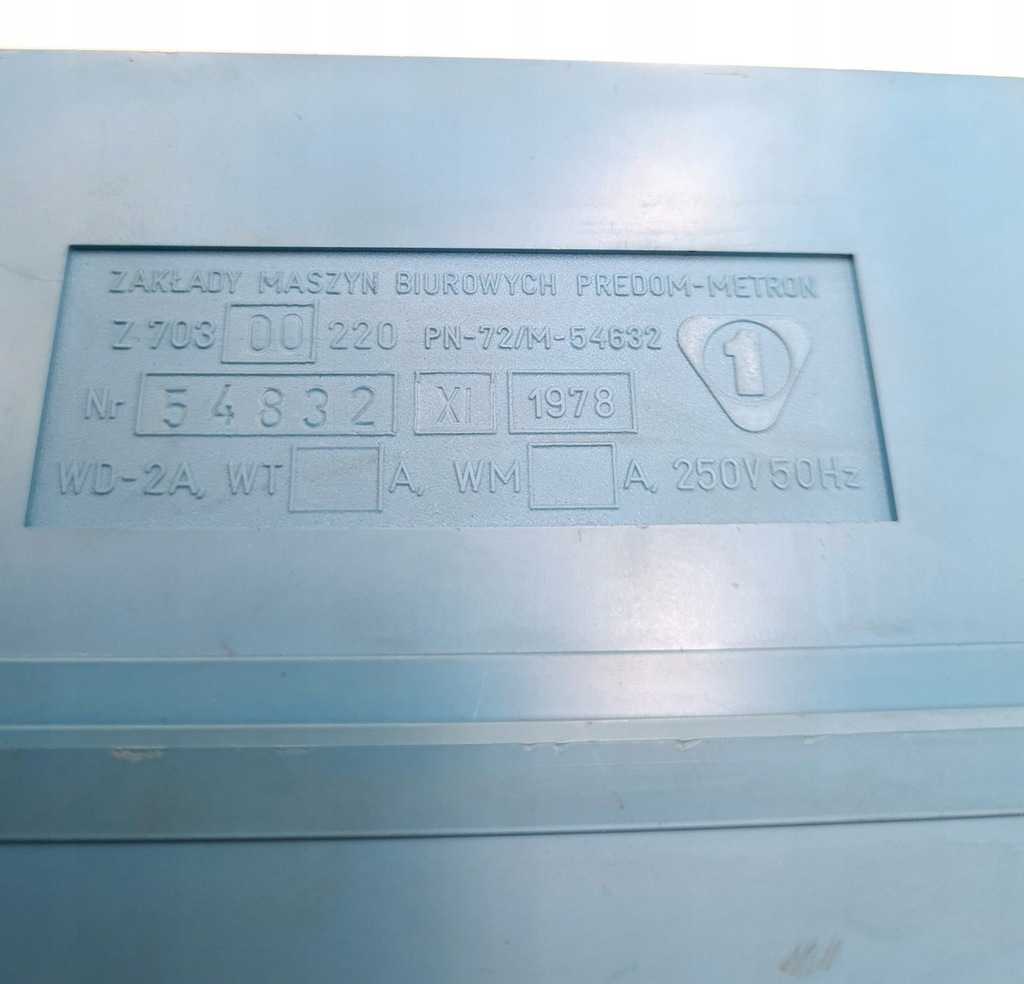 ZAKŁADY MASZYN BIUROWYCH PREDOM-METRON
Z 703 00 220 PN-72/M-54632
1
Nr 54832 XI 1978
WD-2A, WT A, WM A, 250V 50Hz